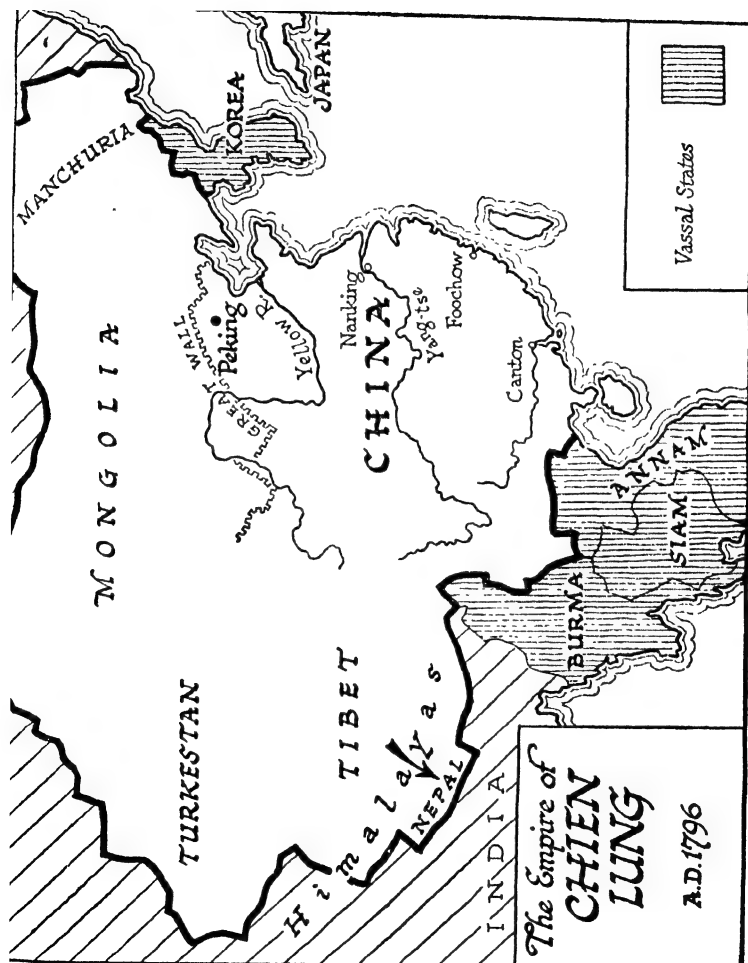 MANCHURIA
KOREA
JAPAN
MONGOLIA
GREAT WALL
Peking
Yellow R.
TURKESTAN
CHINA
Nanking
Yang-tse
Foochow
TIBET
Canton
Himalayas
NEPAL
INDIA
BURMA
SIAM
ANNAM
The Empire of
CHIEN
LUNG
A.D. 1796
Vassal States